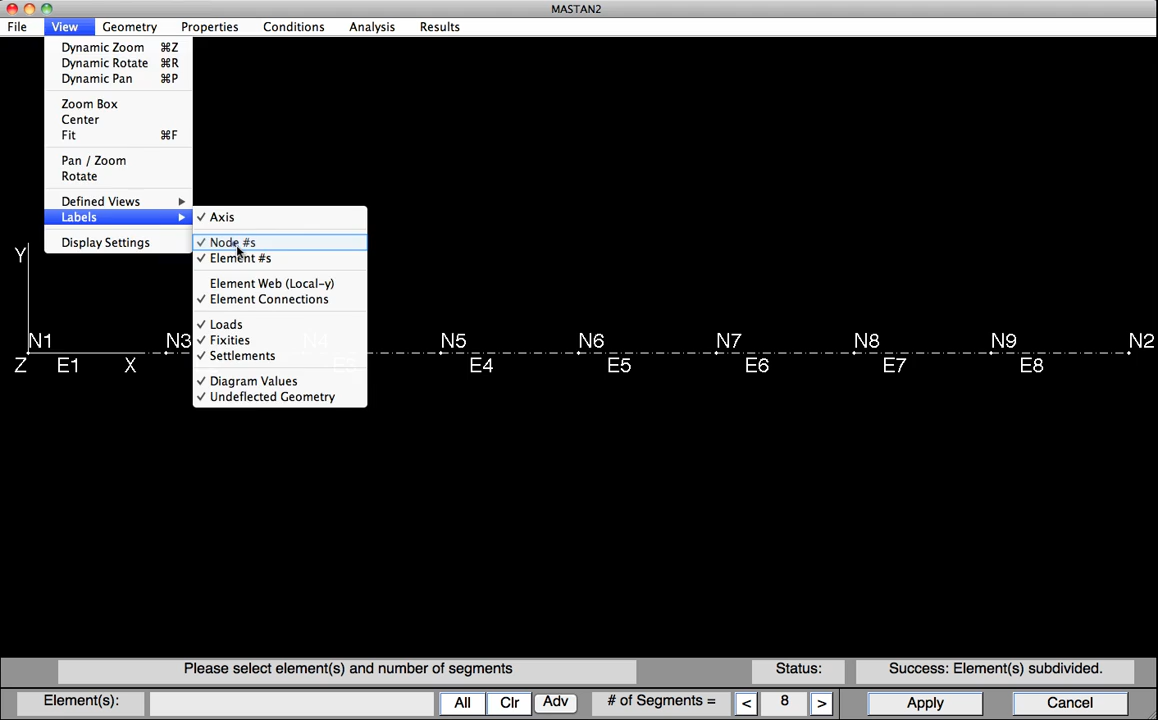 MASTAN2
File View Geometry Properties Conditions Analysis Results
Dynamic Zoom ⌘Z
Dynamic Rotate ⌘R
Dynamic Pan ⌘P
Zoom Box
Center
Fit ⌘F
Pan / Zoom
Rotate
Defined Views
Labels
Display Settings
✓ Axis
✓ Node #s
✓ Element #s
Element Web (Local-y)
✓ Element Connections
✓ Loads
✓ Fixities
✓ Settlements
✓ Diagram Values
✓ Undeflected Geometry
Y
N1 N3 N4 N5 N6 N7 N8 N9 N2
Z E1 X E4 E5 E6 E7 E8
Please select element(s) and number of segments Status: Success: Element(s) subdivided.
Element(s): All Clr Adv # of Segments = < 8 > Apply Cancel